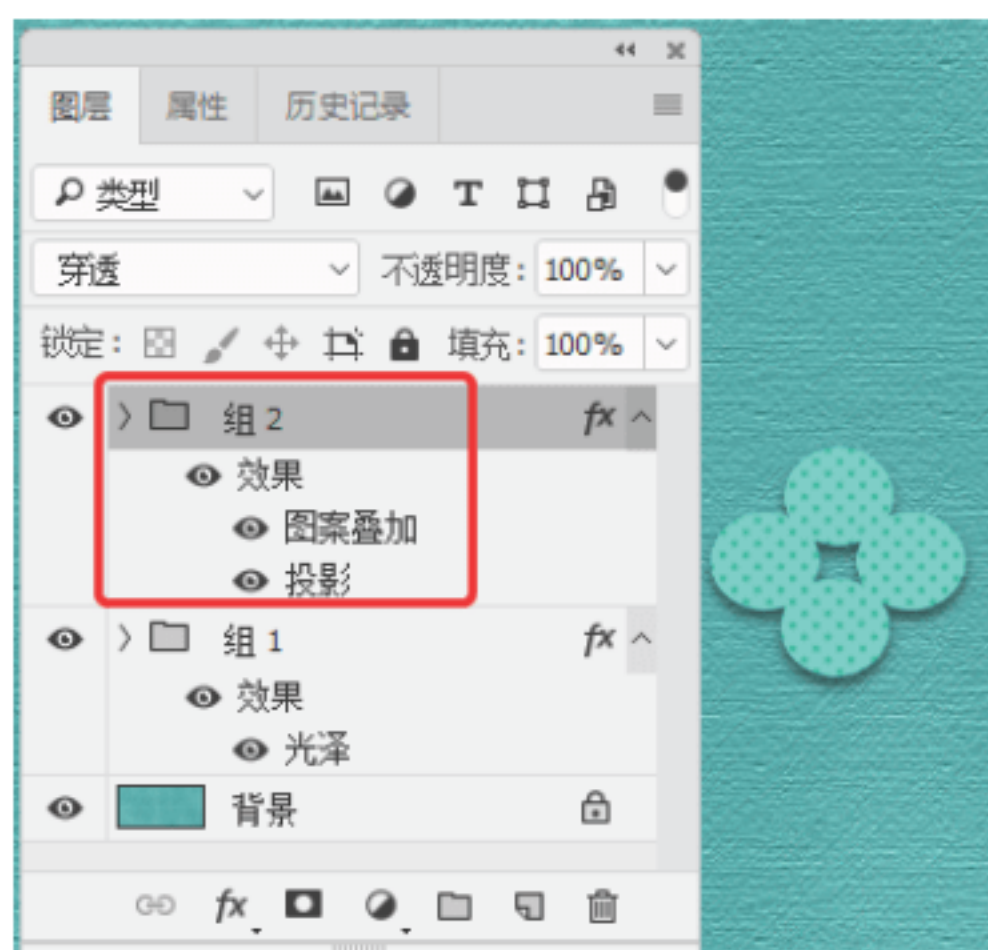 图层 属性 历史记录
类型
穿透 不透明度: 100%
锁定: 填充: 100%
组 2 fx
效果
图案叠加
投影
组 1 fx
效果
光泽
背景
fx